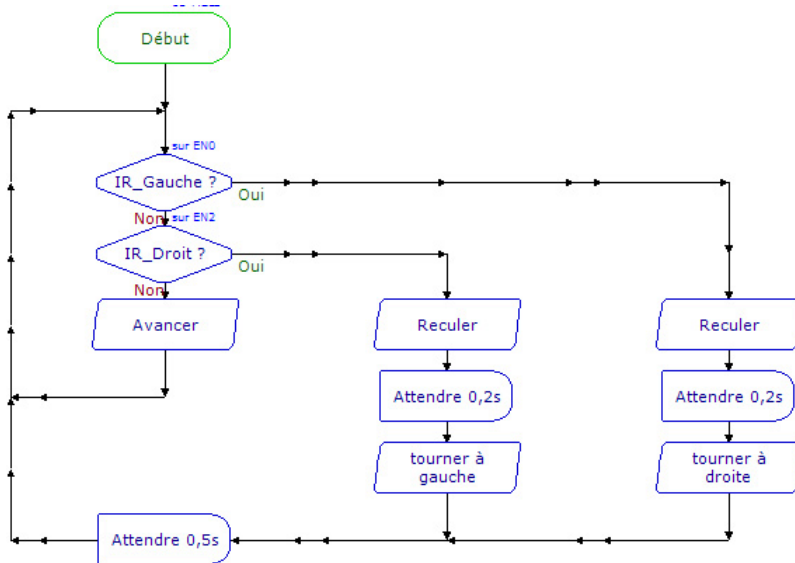 Début
sur EN0
IR_Gauche ?
Oui
Non
sur EN2
IR_Droit ?
Oui
Non
Avancer
Reculer
Reculer
Attendre 0,2s
Attendre 0,2s
tourner à
gauche
tourner à
droite
Attendre 0,5s